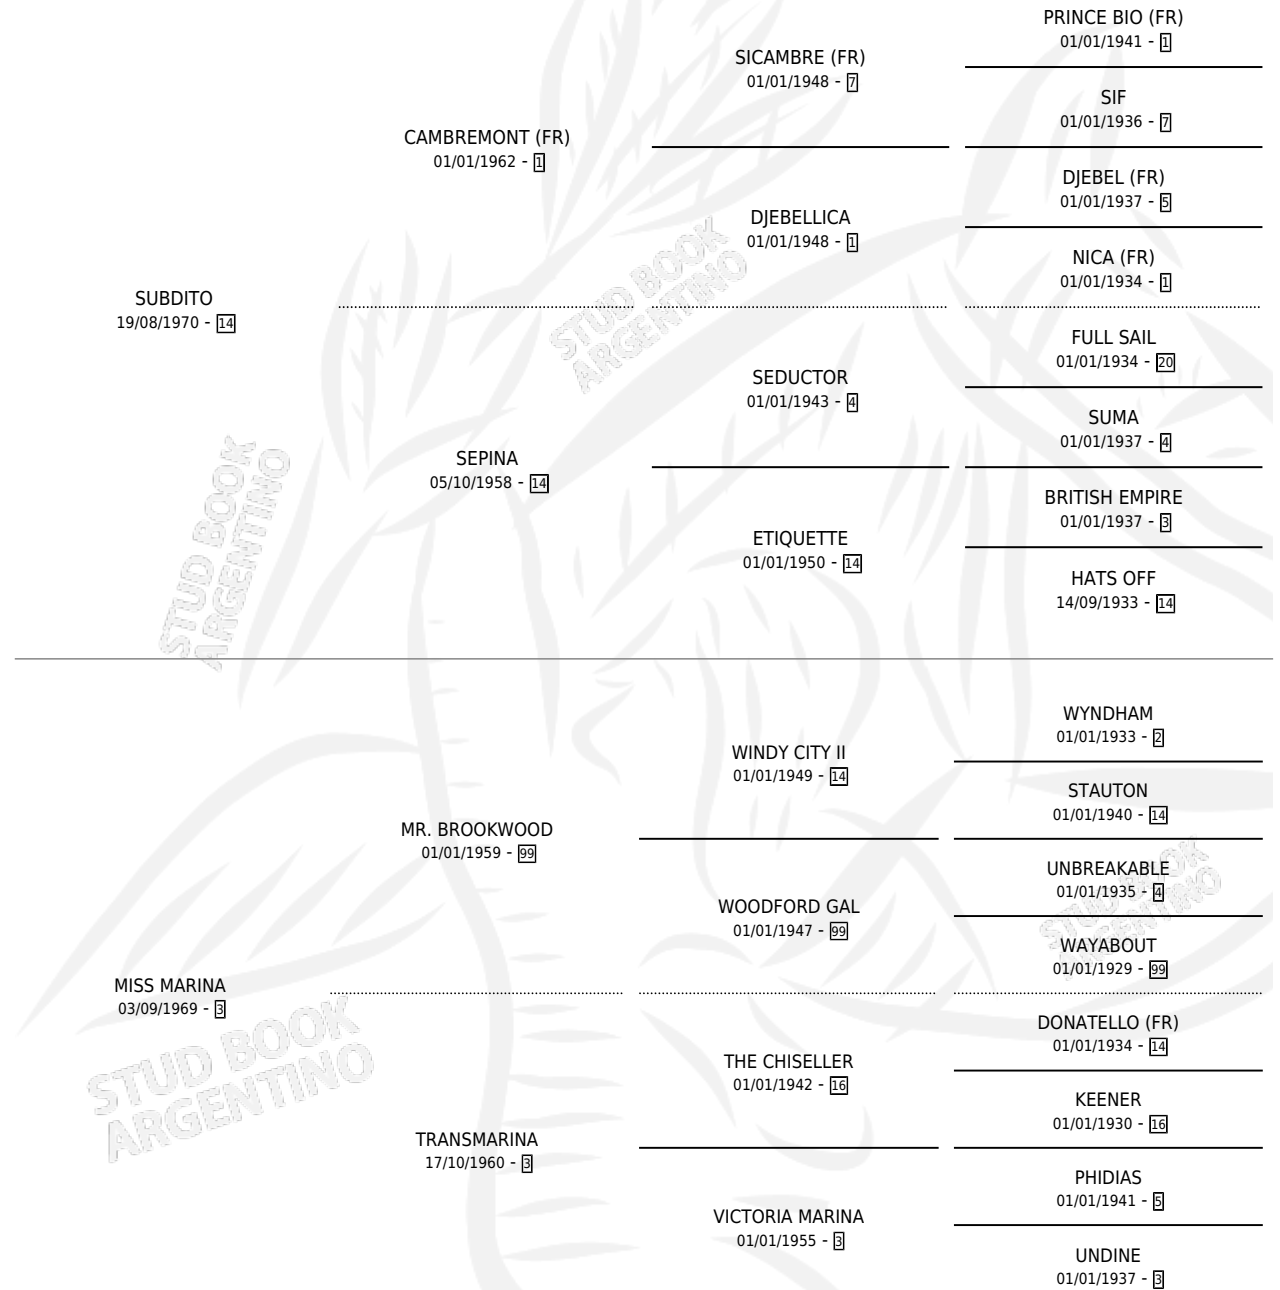 PRINCE BIO (FR)
01/01/1941 - 1
SICAMBRE (FR)
01/01/1948 - 7
SIF
01/01/1936 - 7
CAMBREMONT (FR)
01/01/1962 - 1
DJEBEL (FR)
01/01/1937 - 5
DJEBELLICA
01/01/1948 - 1
NICA (FR)
01/01/1934 - 1
SUBDITO
19/08/1970 - 14
FULL SAIL
01/01/1934 - 20
SEDUCTOR
01/01/1943 - 4
SUMA
01/01/1937 - 4
SEPINA
05/10/1958 - 14
BRITISH EMPIRE
01/01/1937 - 3
ETIQUETTE
01/01/1950 - 14
HATS OFF
14/09/1933 - 14
WYNDHAM
01/01/1933 - 2
WINDY CITY II
01/01/1949 - 14
STAUTON
01/01/1940 - 14
MR. BROOKWOOD
01/01/1959 - 99
UNBREAKABLE
01/01/1935 - 4
WOODFORD GAL
01/01/1947 - 99
WAYABOUT
01/01/1929 - 99
MISS MARINA
03/09/1969 - 3
DONATELLO (FR)
01/01/1934 - 14
THE CHISELLER
01/01/1942 - 16
KEENER
01/01/1930 - 16
TRANSMARINA
17/10/1960 - 3
PHIDIAS
01/01/1941 - 5
VICTORIA MARINA
01/01/1955 - 3
UNDINE
01/01/1937 - 3
STUD BOOK
ARGENTINO
STUD BOOK
ARGENTINO
STUD BOOK
ARGENTINO
STUD BOOK
ARGENTINO